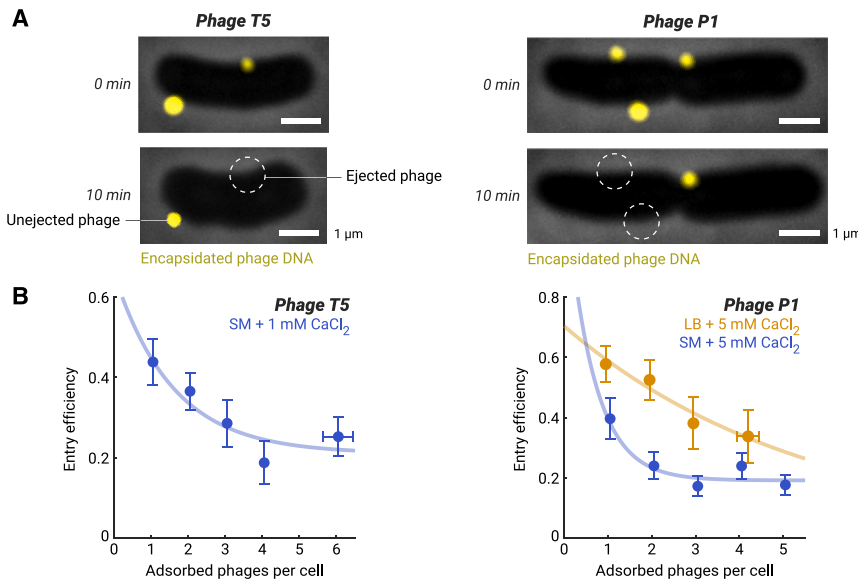 A
Phage T5
Phage P1
0 min
0 min
10 min
Ejected phage
Unejected phage
1 μm
10 min
1 μm
Encapsidated phage DNA
Encapsidated phage DNA
B
Phage T5
SM + 1 mM CaCl2
Entry efficiency
0.6
0.4
0.2
0
0 1 2 3 4 5 6
Adsorbed phages per cell
Phage P1
LB + 5 mM CaCl2
SM + 5 mM CaCl2
Entry efficiency
0.8
0.6
0.4
0.2
0
0 1 2 3 4 5
Adsorbed phages per cell